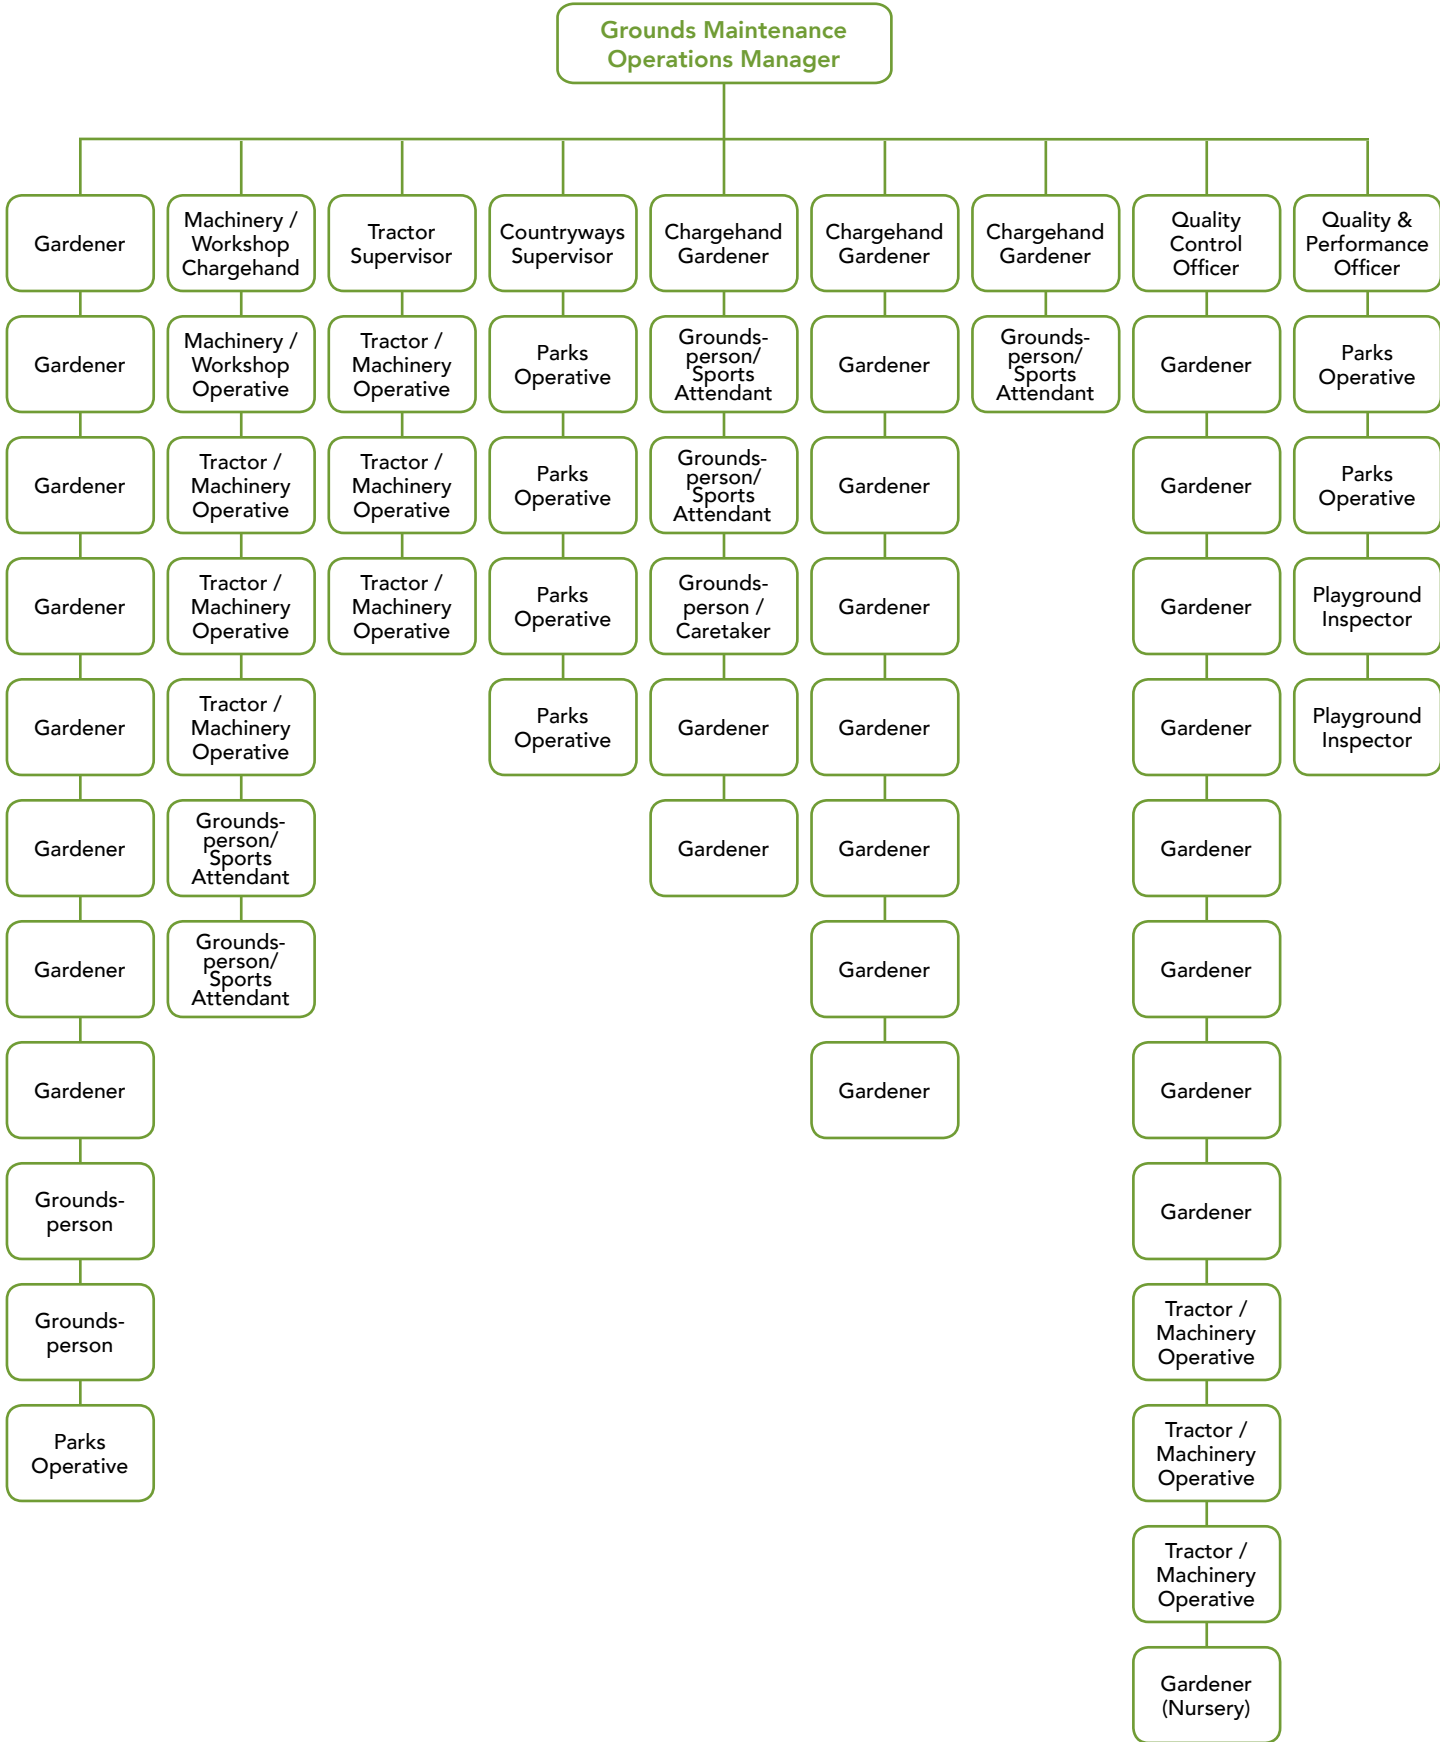 Grounds Maintenance
Operations Manager
Gardener
Gardener
Gardener
Gardener
Gardener
Gardener
Gardener
Gardener
Grounds-
person
Grounds-
person
Parks
Operative
Machinery /
Workshop
Chargehand
Machinery /
Workshop
Operative
Tractor /
Machinery
Operative
Tractor /
Machinery
Operative
Tractor /
Machinery
Operative
Grounds-
person/
Sports
Attendant
Grounds-
person/
Sports
Attendant
Tractor
Supervisor
Tractor /
Machinery
Operative
Tractor /
Machinery
Operative
Tractor /
Machinery
Operative
Countryways
Supervisor
Parks
Operative
Parks
Operative
Parks
Operative
Parks
Operative
Chargehand
Gardener
Grounds-
person/
Sports
Attendant
Grounds-
person/
Sports
Attendant
Grounds-
person /
Caretaker
Gardener
Gardener
Chargehand
Gardener
Gardener
Gardener
Gardener
Gardener
Gardener
Gardener
Gardener
Chargehand
Gardener
Grounds-
person/
Sports
Attendant
Quality
Control
Officer
Gardener
Gardener
Gardener
Gardener
Gardener
Gardener
Gardener
Gardener
Tractor /
Machinery
Operative
Tractor /
Machinery
Operative
Tractor /
Machinery
Operative
Gardener
(Nursery)
Quality &
Performance
Officer
Parks
Operative
Parks
Operative
Playground
Inspector
Playground
Inspector